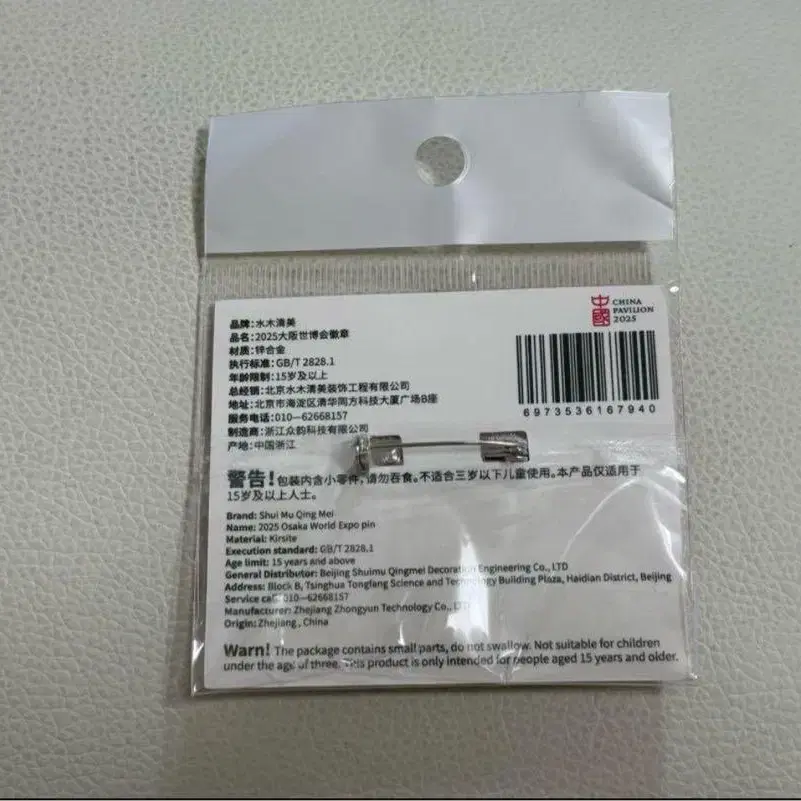 中國
CHINA
PAVILION
2025
品牌:水木清美
品名:2025大阪世博会徽章
材质:锌合金
执行标准:GB/T 2828.1
年龄限制:15岁及以上
总经销:北京水木清美装饰工程有限公司
地址:北京市海淀区清华同方科技大厦广场B座
服务电话:010—62668157
制造商:浙江众韵科技有限公司
产地:中国浙江
6973536167940
警告!包装内含小零件,请勿吞食。不适合三岁以下儿童使用。本产品仅适用于
15岁及以上人士。
Brand: Shui Mu Qing Mei
Name: 2025 Osaka World Expo pin
Material: Kirsite
Execution standard: GB/T 2828.1
Age limit: 15 years and above
General Distributor: Beijing Shuimu Qingmei Decoration Engineering Co., LTD
Address: Block B, Tsinghua Tongfang Science and Technology Building Plaza, Haidian District, Beijing
Service call:010—62668157
Manufacturer: Zhejiang Zhongyun Technology Co., LTD
Origin: Zhejiang, China
Warn! The package contains small parts, do not swallow. Not suitable for children
under the age of three. This product is only intended for people aged 15 years and older.